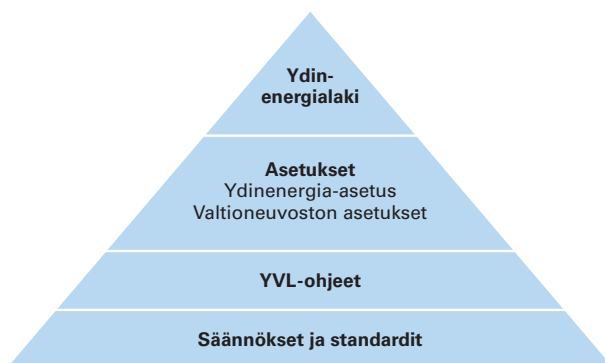 Ydin-
energialaki
Asetukset
Ydinenergia-asetus
Valtioneuvoston asetukset
YVL-ohjeet
Säännökset ja standardit